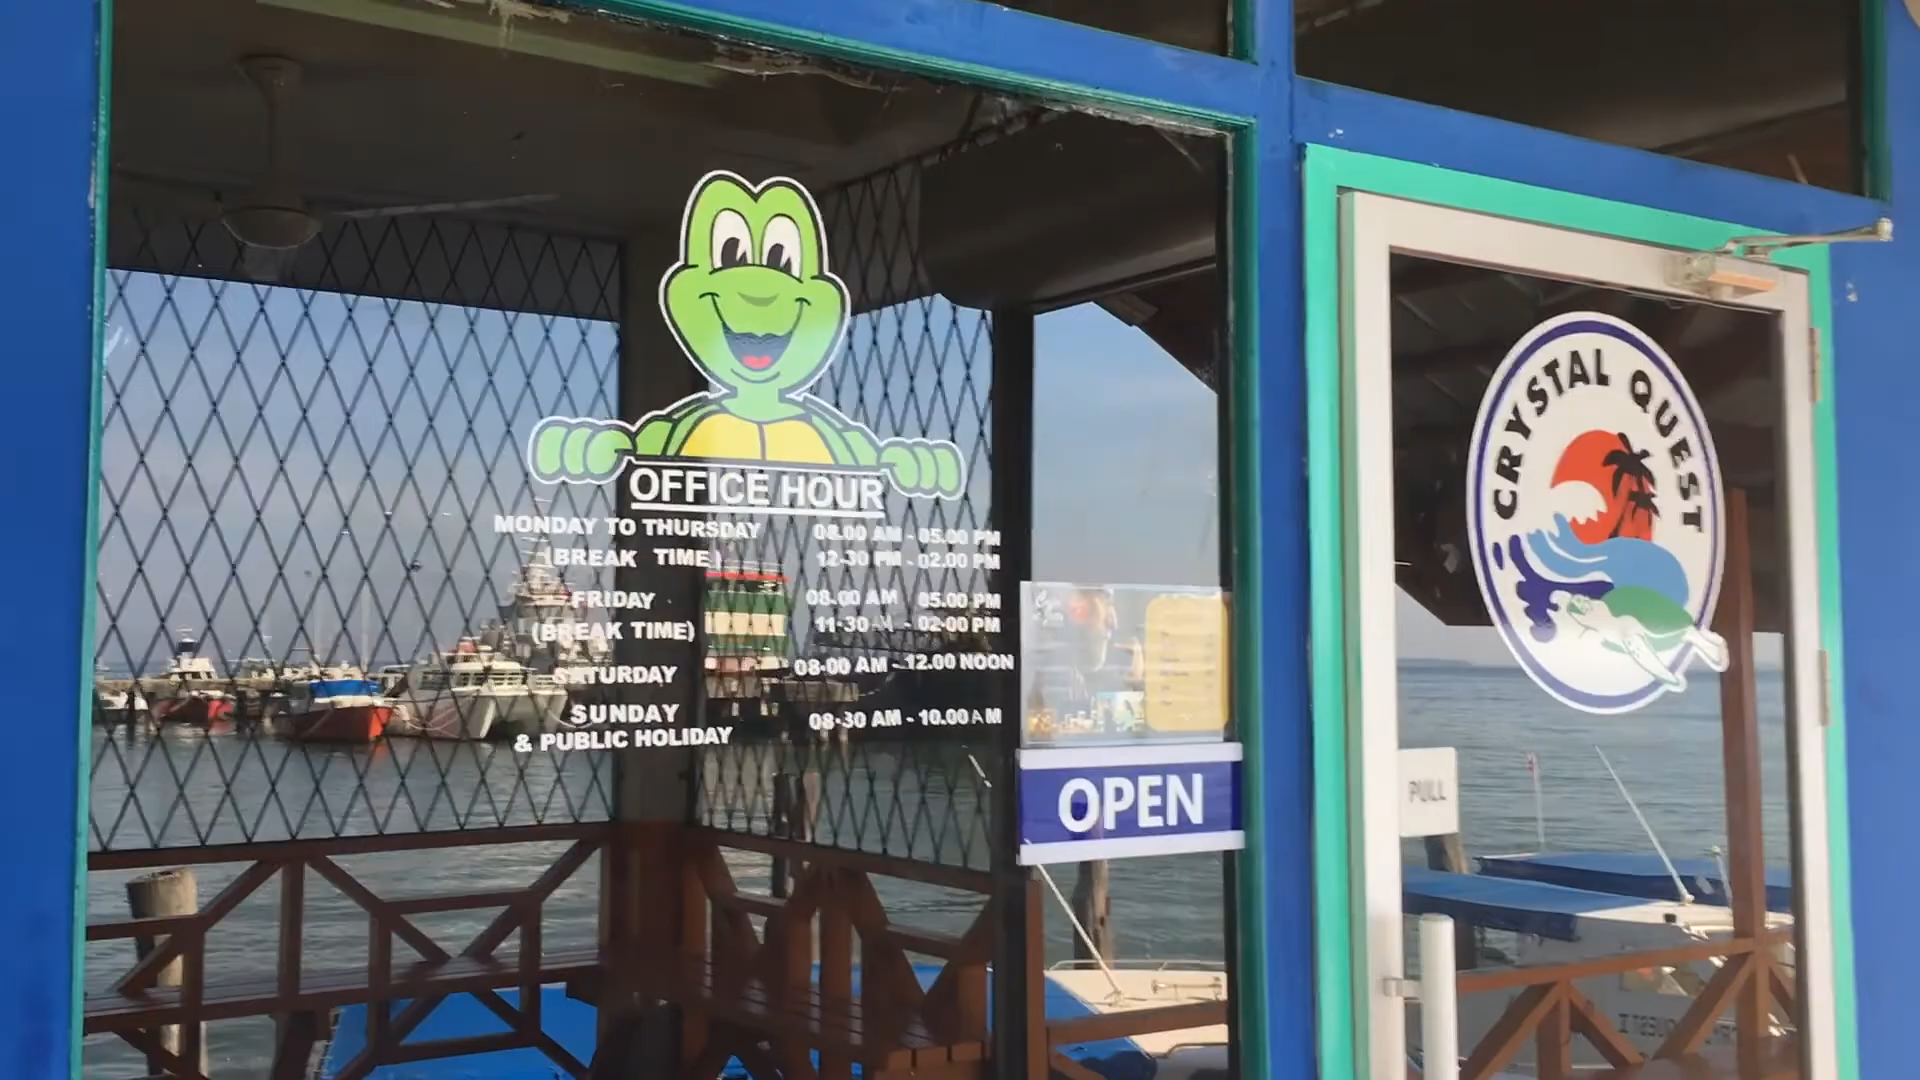 OFFICE HOUR
MONDAY TO THURSDAY 08.00 AM - 05.00 PM
(BREAK TIME) 12-30 PM - 02.00 PM
FRIDAY 08.00 AM 05.00 PM
(BREAK TIME) 11-30 - 02-00 PM
SATURDAY 08-00 AM - 12.00 NOON
SUNDAY
& PUBLIC HOLIDAY 08-30 AM - 10.00 AM
OPEN
CRYSTAL QUEST
PULL